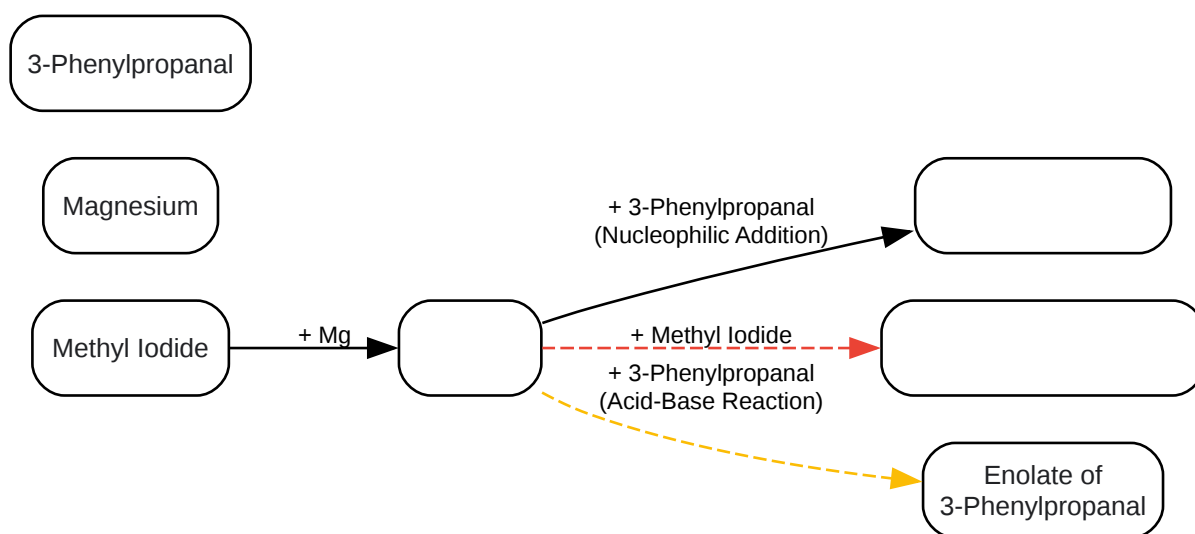 3-Phenylpropanal
Magnesium
+ 3-Phenylpropanal
(Nucleophilic Addition)
Methyl Iodide
+ Mg
+ Methyl Iodide
+ 3-Phenylpropanal
(Acid-Base Reaction)
Enolate of
3-Phenylpropanal